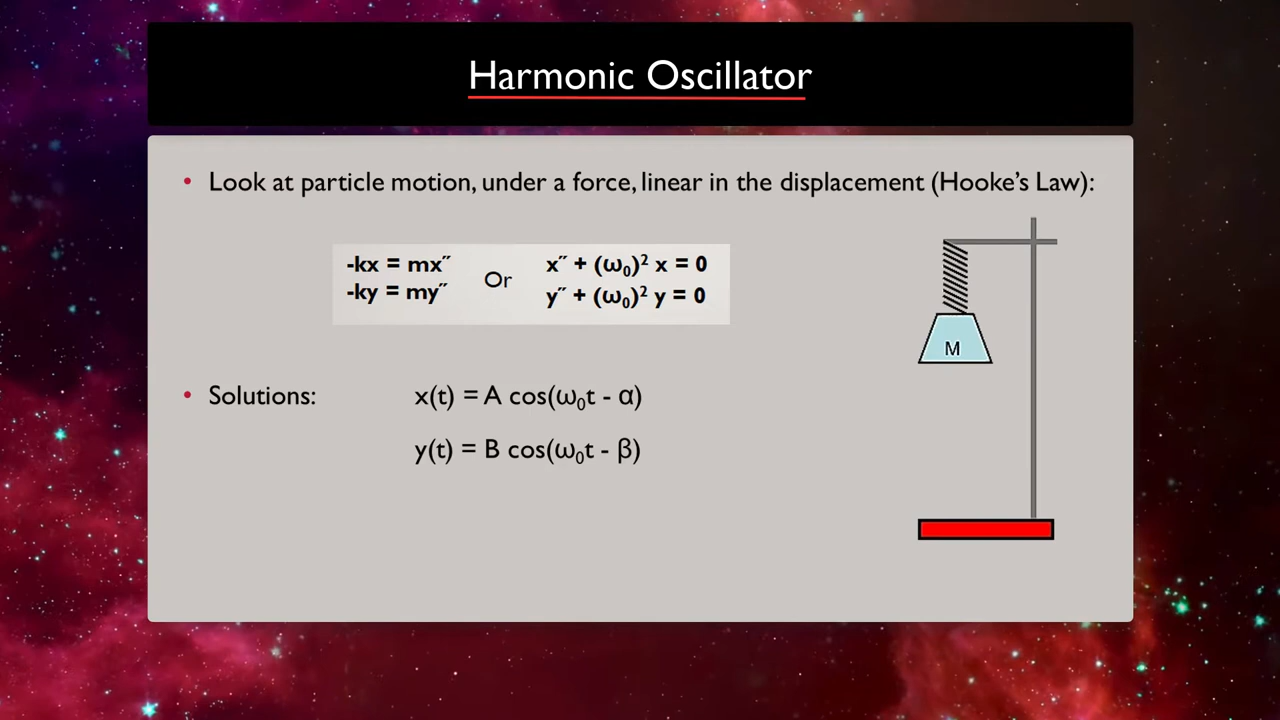 Harmonic Oscillator
• Look at particle motion, under a force, linear in the displacement (Hooke's Law):
-kx = mx″ Or x″ + (ω₀)² x = 0
-ky = my″ y″ + (ω₀)² y = 0
M
• Solutions: x(t) = A cos(ω₀t - α)
y(t) = B cos(ω₀t - β)